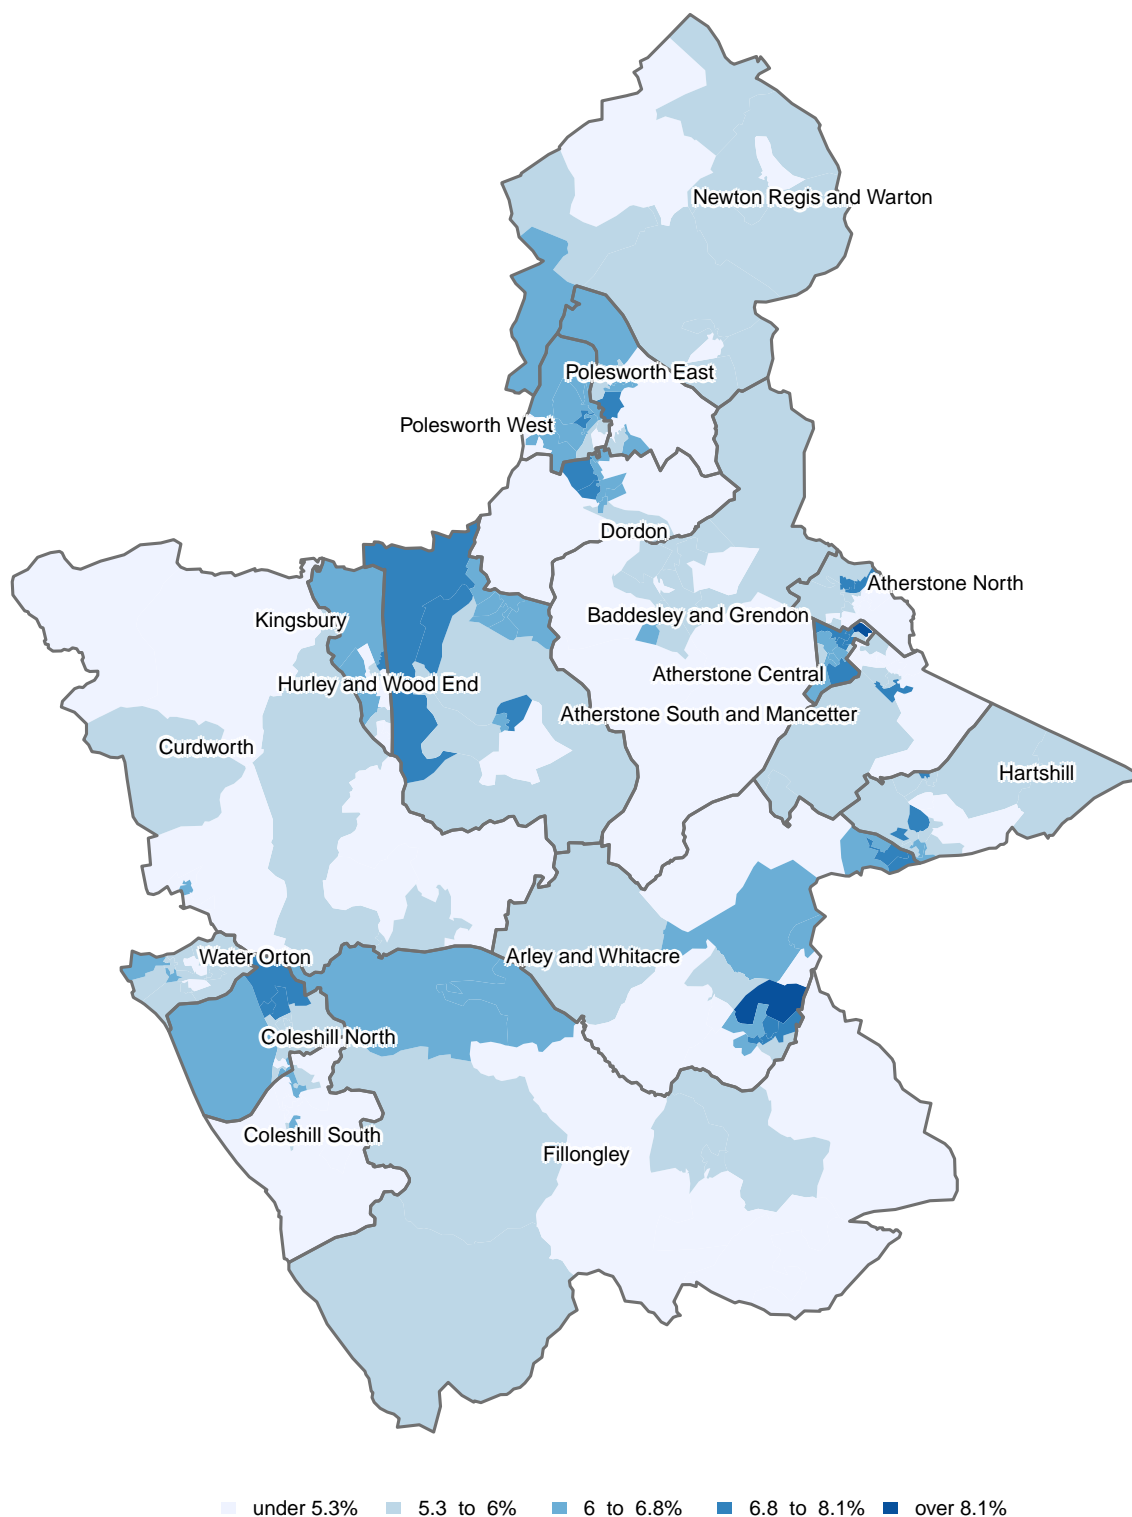 Newton Regis and Warton
Polesworth East
Polesworth West
Dordon
Atherstone North
Baddesley and Grendon
Kingsbury
Atherstone Central
Hurley and Wood End
Atherstone South and Mancetter
Curdworth
Hartshill
Water Orton
Arley and Whitacre
Coleshill North
Coleshill South
Fillongley
under 5.3% 5.3 to 6% 6 to 6.8% 6.8 to 8.1% over 8.1%